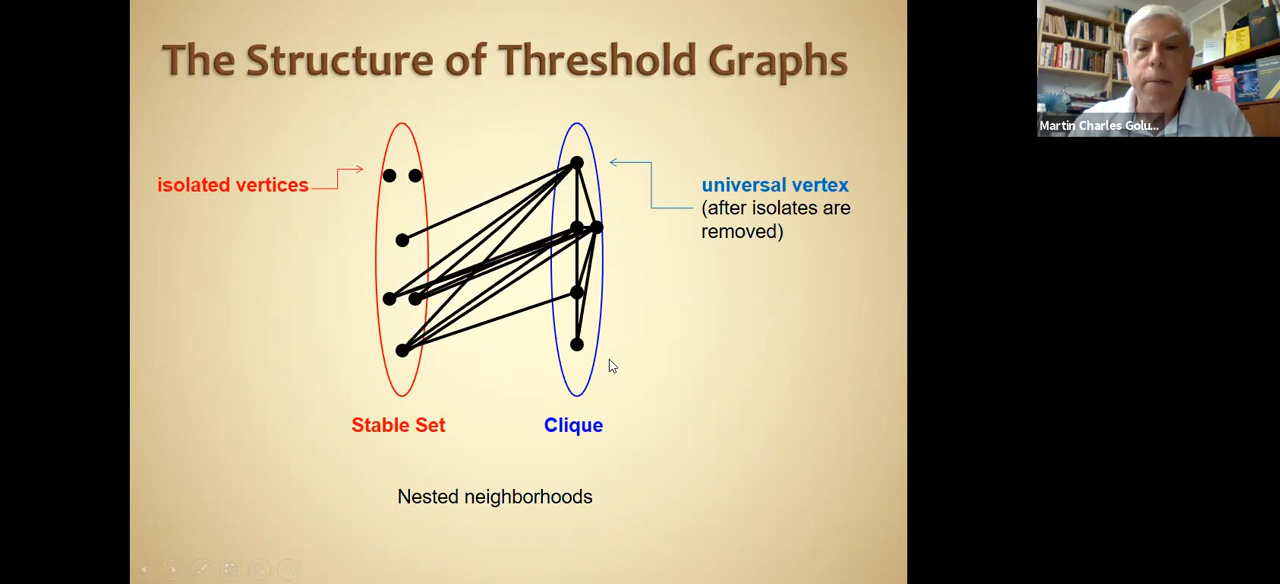 The Structure of Threshold Graphs
Martin Charles Golu...
isolated vertices
universal vertex
(after isolates are
removed)
Stable Set
Clique
Nested neighborhoods